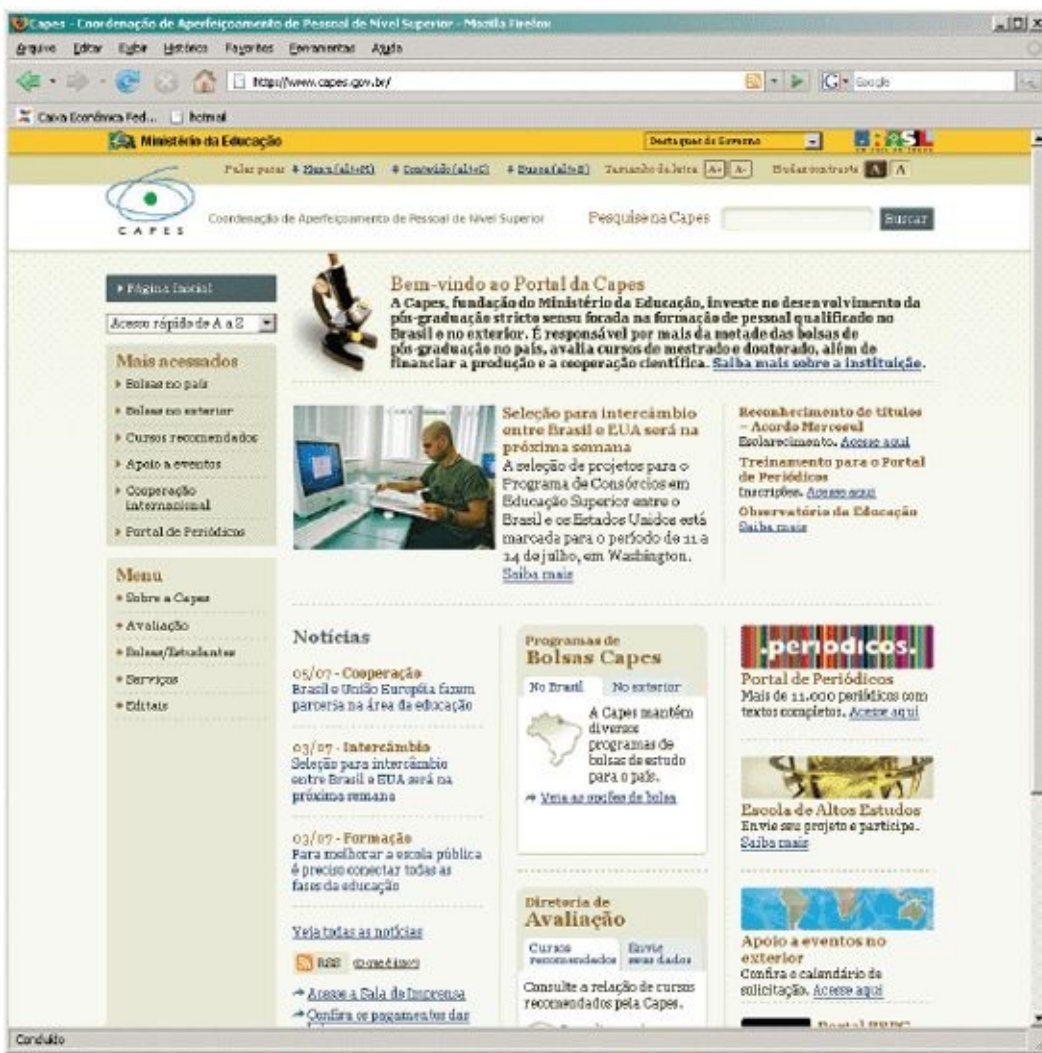 Capes - Coordenação de Aperfeiçoamento de Pessoal de Nível Superior - Mozilla Firefox
Arquivo Editar Exibir Histórico Favoritos Ferramentas Ajuda
http://www.capes.gov.br/
Google
Caixa Econômica Fed... hotmail
Ministério da Educação
Destaques do Governo
BRASIL
Pular para: Menu (alt+M) Conteúdo (alt+C) Busca (alt+B) Tamanho da letra A+ A- Mudar contraste A A
CAPES
Coordenação de Aperfeiçoamento de Pessoal de Nível Superior
Pesquise na Capes
Buscar
Página Inicial
Acesso rápido de A a Z
Mais acessados
Bolsas no país
Bolsas no exterior
Cursos recomendados
Apoio a eventos
Cooperação
internacional
Portal de Periódicos
Menu
Sobre a Capes
Avaliação
Bolsas/Estudantes
Serviços
Editais
Bem-vindo ao Portal da Capes
A Capes, fundação do Ministério da Educação, investe no desenvolvimento da
pós-graduação stricto sensu focada na formação de pessoal qualificado no
Brasil e no exterior. É responsável por mais da metade das bolsas de
pós-graduação no país, avalia cursos de mestrado e doutorado, além de
financiar a produção e a cooperação científica. Saiba mais sobre a instituição.
Seleção para intercâmbio
entre Brasil e EUA será na
próxima semana
A seleção de projetos para o
Programa de Consórcios em
Educação Superior entre o
Brasil e os Estados Unidos está
marcada para o período de 11 a
14 de julho, em Washington.
Saiba mais
Reconhecimento de títulos
– Acordo Mercosul
Esclarecimento. Acesse aqui
Treinamento para o Portal
de Periódicos
Inscrições. Acesse aqui
Observatório da Educação
Saiba mais
Notícias
05/07 - Cooperação
Brasil e União Européia fazem
parceria na área da educação
03/07 - Intercâmbio
Seleção para intercâmbio
entre Brasil e EUA será na
próxima semana
03/07 - Formação
Para melhorar a escola pública
é preciso conectar todas as
fases da educação
Veja todas as notícias
RSS (O que é isso?)
Acesse a Sala de Imprensa
Confira os pagamentos das
Programas de
Bolsas Capes
No Brasil No exterior
A Capes mantém
diversos
programas de
bolsas de estudo
para o país.
Veja as opções de bolsa
Diretoria de
Avaliação
Cursos
recomendados
Envie
seus dados
Consulte a relação de cursos
recomendados pela Capes.
.periodicos.
Portal de Periódicos
Mais de 11.000 periódicos com
textos completos. Acesse aqui
Escola de Altos Estudos
Envie seu projeto e participe.
Saiba mais
Apoio a eventos no
exterior
Confira o calendário de
solicitação. Acesse aqui
Concluído